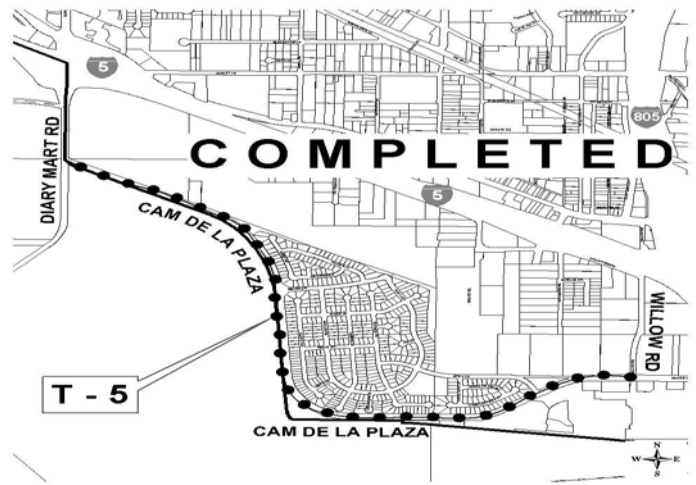 5
805
COMPLETED
5
DIARY MART RD
CAM DE LA PLAZA
WILLOW RD
T - 5
CAM DE LA PLAZA
N
W E
S